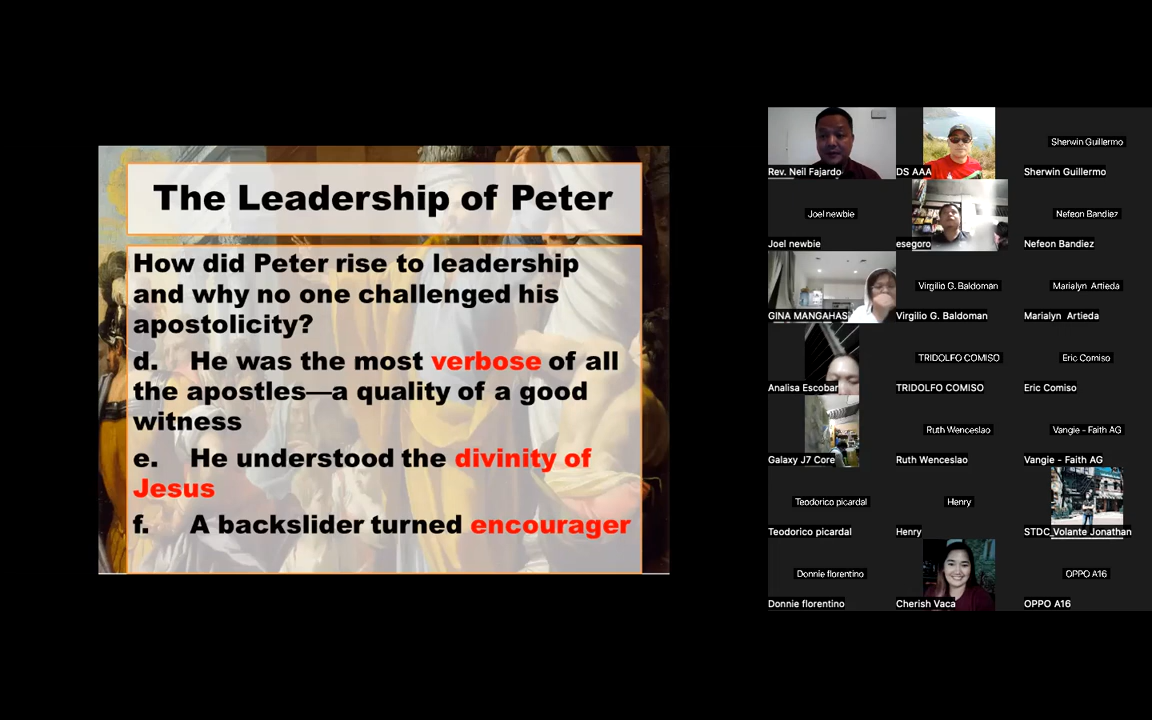 The Leadership of Peter
How did Peter rise to leadership
and why no one challenged his
apostolicity?
d. He was the most verbose of all
the apostles—a quality of a good
witness
e. He understood the divinity of
Jesus
f. A backslider turned encourager
Rev. Neil Fajardo
DS AAA
Sherwin Guillermo
Sherwin Guillermo
Joel newbie
Joel newbie
esegoro
Nefeon Bandiez
Nefeon Bandiez
GINA MANGAHAS
Virgilio G. Baldoman
Virgilio G. Baldoman
Marialyn Artieda
Marialyn Artieda
Analisa Escobar
TRIDOLFO COMISO
TRIDOLFO COMISO
Eric Comiso
Eric Comiso
Galaxy J7 Core
Ruth Wenceslao
Ruth Wenceslao
Vangie - Faith AG
Vangie - Faith AG
Teodorico picardal
Teodorico picardal
Henry
Henry
STDC_Volante Jonathan
Donnie florentino
Donnie florentino
Cherish Vaca
OPPO A16
OPPO A16